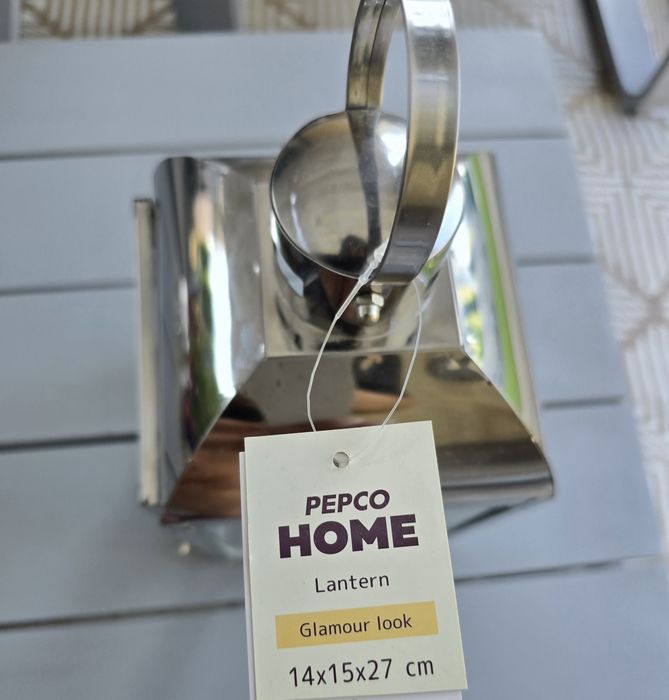 PEPCO
HOME
Lantern
Glamour look
14x15x27 cm